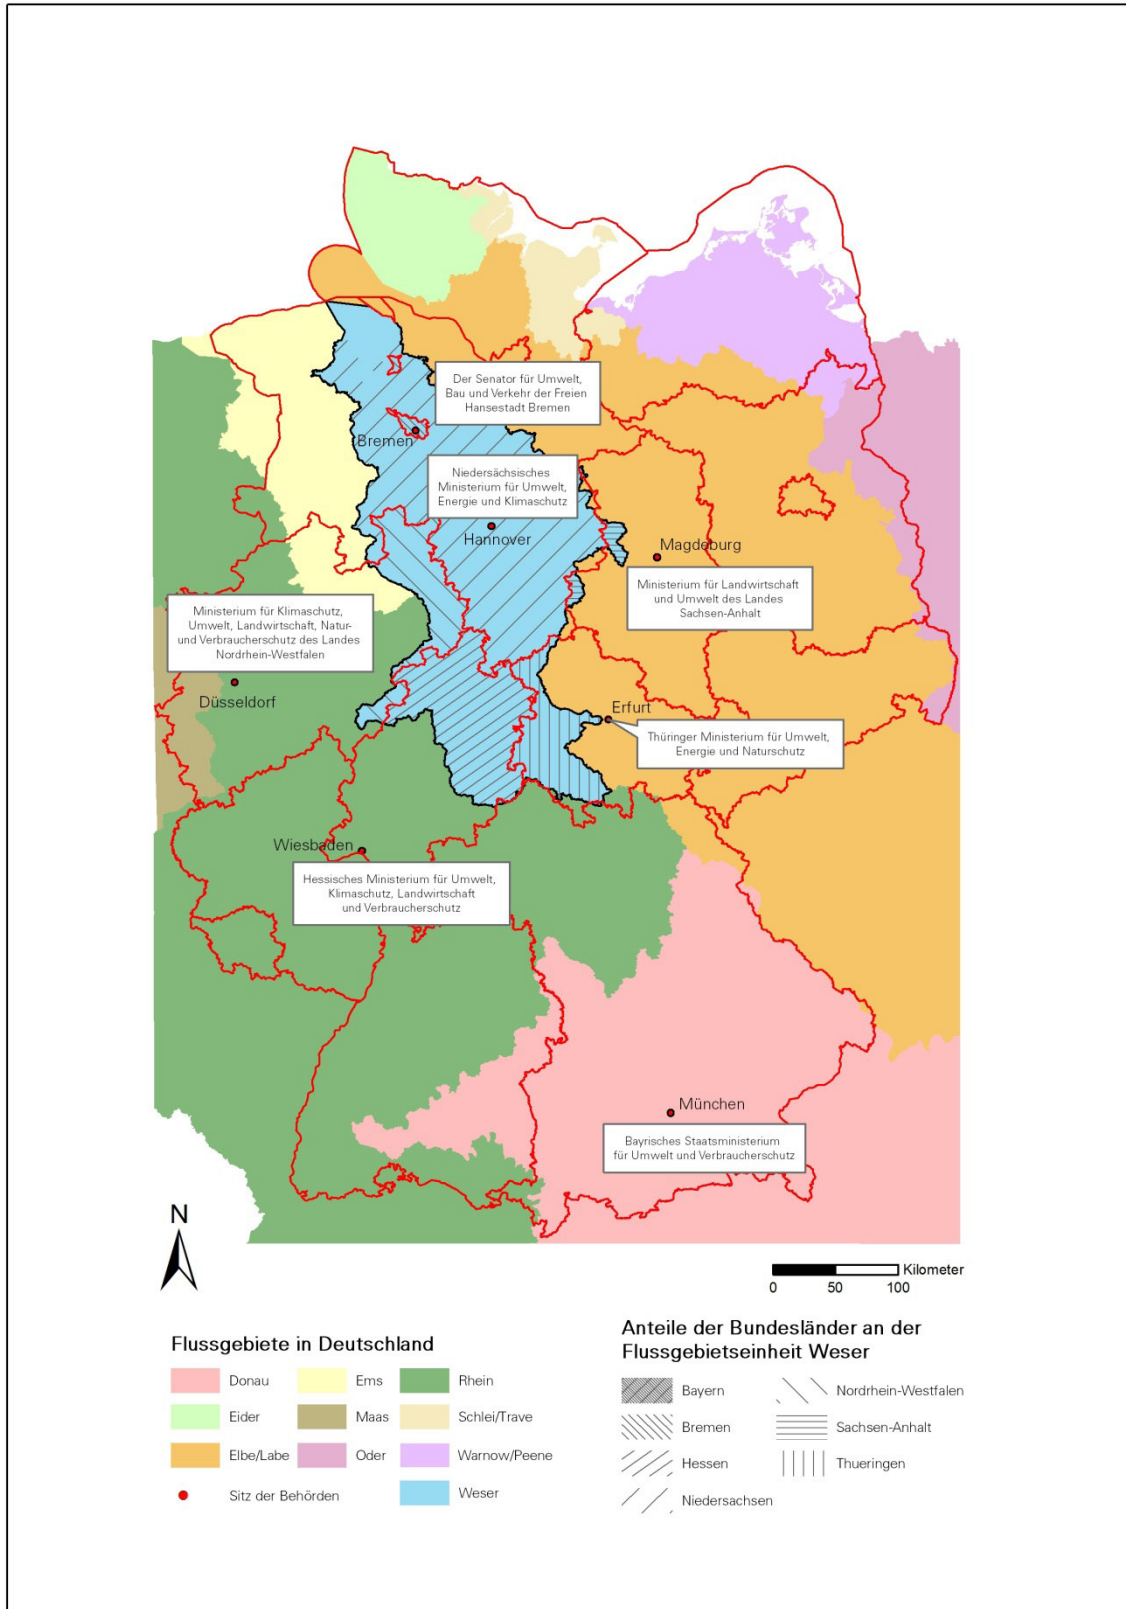 Der Senator für Umwelt,
Bau und Verkehr der Freien
Hansestadt Bremen
Bremen
Niedersächsisches
Ministerium für Umwelt,
Energie und Klimaschutz
Hannover
Magdeburg
Ministerium für Landwirtschaft
und Umwelt des Landes
Sachsen-Anhalt
Ministerium für Klimaschutz,
Umwelt, Landwirtschaft, Natur-
und Verbraucherschutz des Landes
Nordrhein-Westfalen
Düsseldorf
Erfurt
Thüringer Ministerium für Umwelt,
Energie und Naturschutz
Wiesbaden
Hessisches Ministerium für Umwelt,
Klimaschutz, Landwirtschaft
und Verbraucherschutz
München
Bayrisches Staatsministerium
für Umwelt und Verbraucherschutz
N
Kilometer
0 50 100
Flussgebiete in Deutschland
Donau
Eider
Elbe/Labe
Sitz der Behörden
Ems
Maas
Oder
Rhein
Schlei/Trave
Warnow/Peene
Weser
Anteile der Bundesländer an der
Flussgebietseinheit Weser
Bayern
Bremen
Hessen
Niedersachsen
Nordrhein-Westfalen
Sachsen-Anhalt
Thueringen